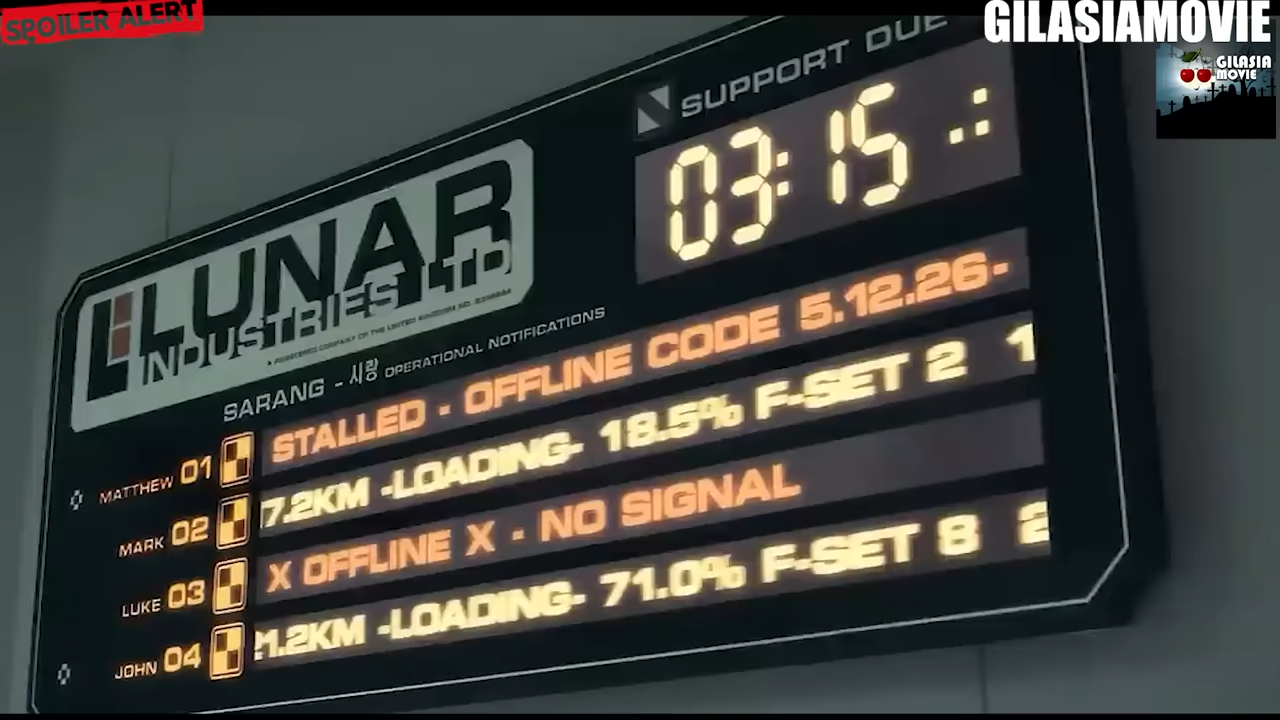 SPOILER ALERT
GILASIAMOVIE
GILASIA
MOVIE
SUPPORT DUE
03:15
LUNAR
INDUSTRIES LTD
SARANG - 사랑 OPERATIONAL NOTIFICATIONS
MATTHEW 01 STALLED - OFFLINE CODE 5.12.26-
MARK 02 7.2KM -LOADING- 18.5% F-SET 2 1
LUKE 03 X OFFLINE X - NO SIGNAL
JOHN 04 1.2KM -LOADING- 71.0% F-SET 8 2